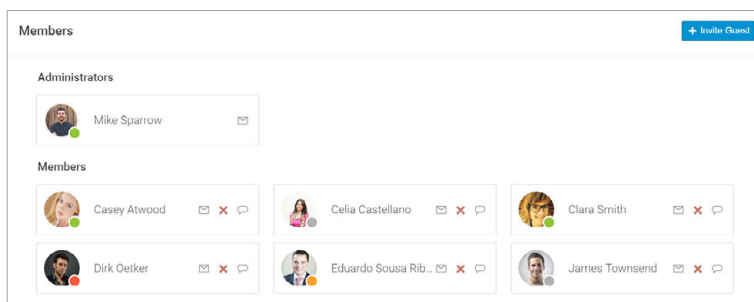 Members
+ Invite Guest
Administrators
Mike Sparrow
Members
Casey Atwood
Celia Castellano
Clara Smith
Dirk Oetker
Eduardo Sousa Rib...
James Townsend